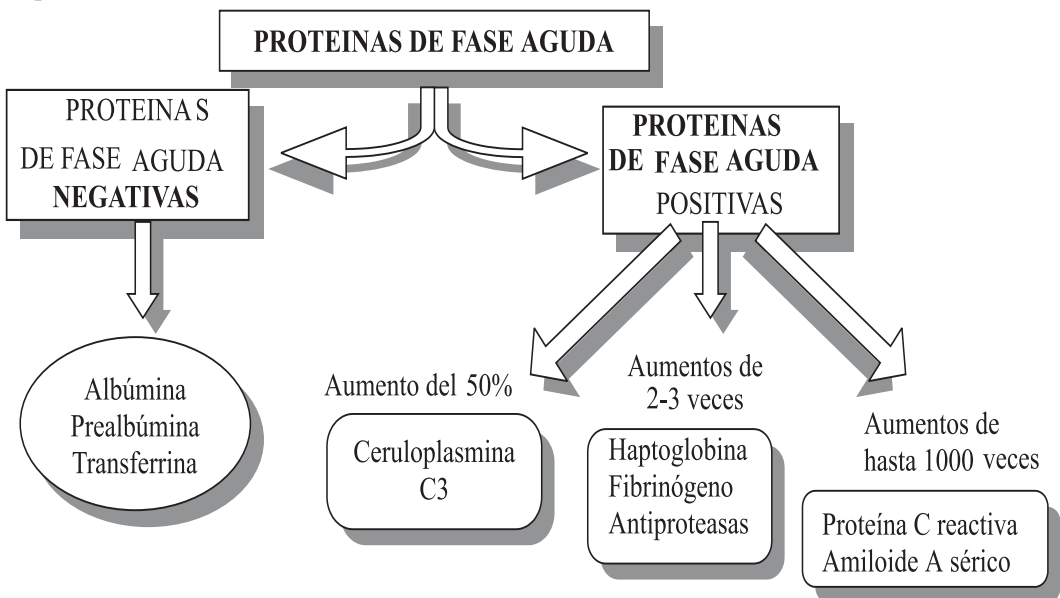 PROTEINAS DE FASE AGUDA
PROTEINAS
DE FASE AGUDA
NEGATIVAS
PROTEINAS
DE FASE AGUDA
POSITIVAS
Albúmina
Prealbúmina
Transferrina
Aumento del 50%
Ceruloplasmina
C3
Aumentos de
2-3 veces
Haptoglobina
Fibrinógeno
Antiproteasas
Aumentos de
hasta 1000 veces
Proteína C reactiva
Amiloide A sérico